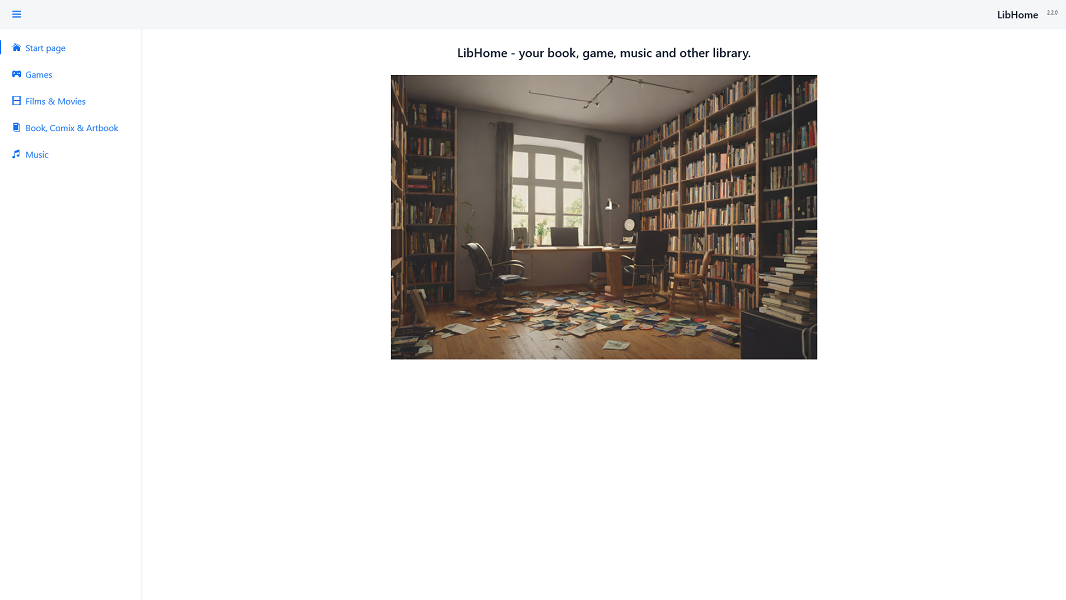 LibHome 2.2.0
Start page
Games
Films & Movies
Book, Comix & Artbook
Music
LibHome - your book, game, music and other library.